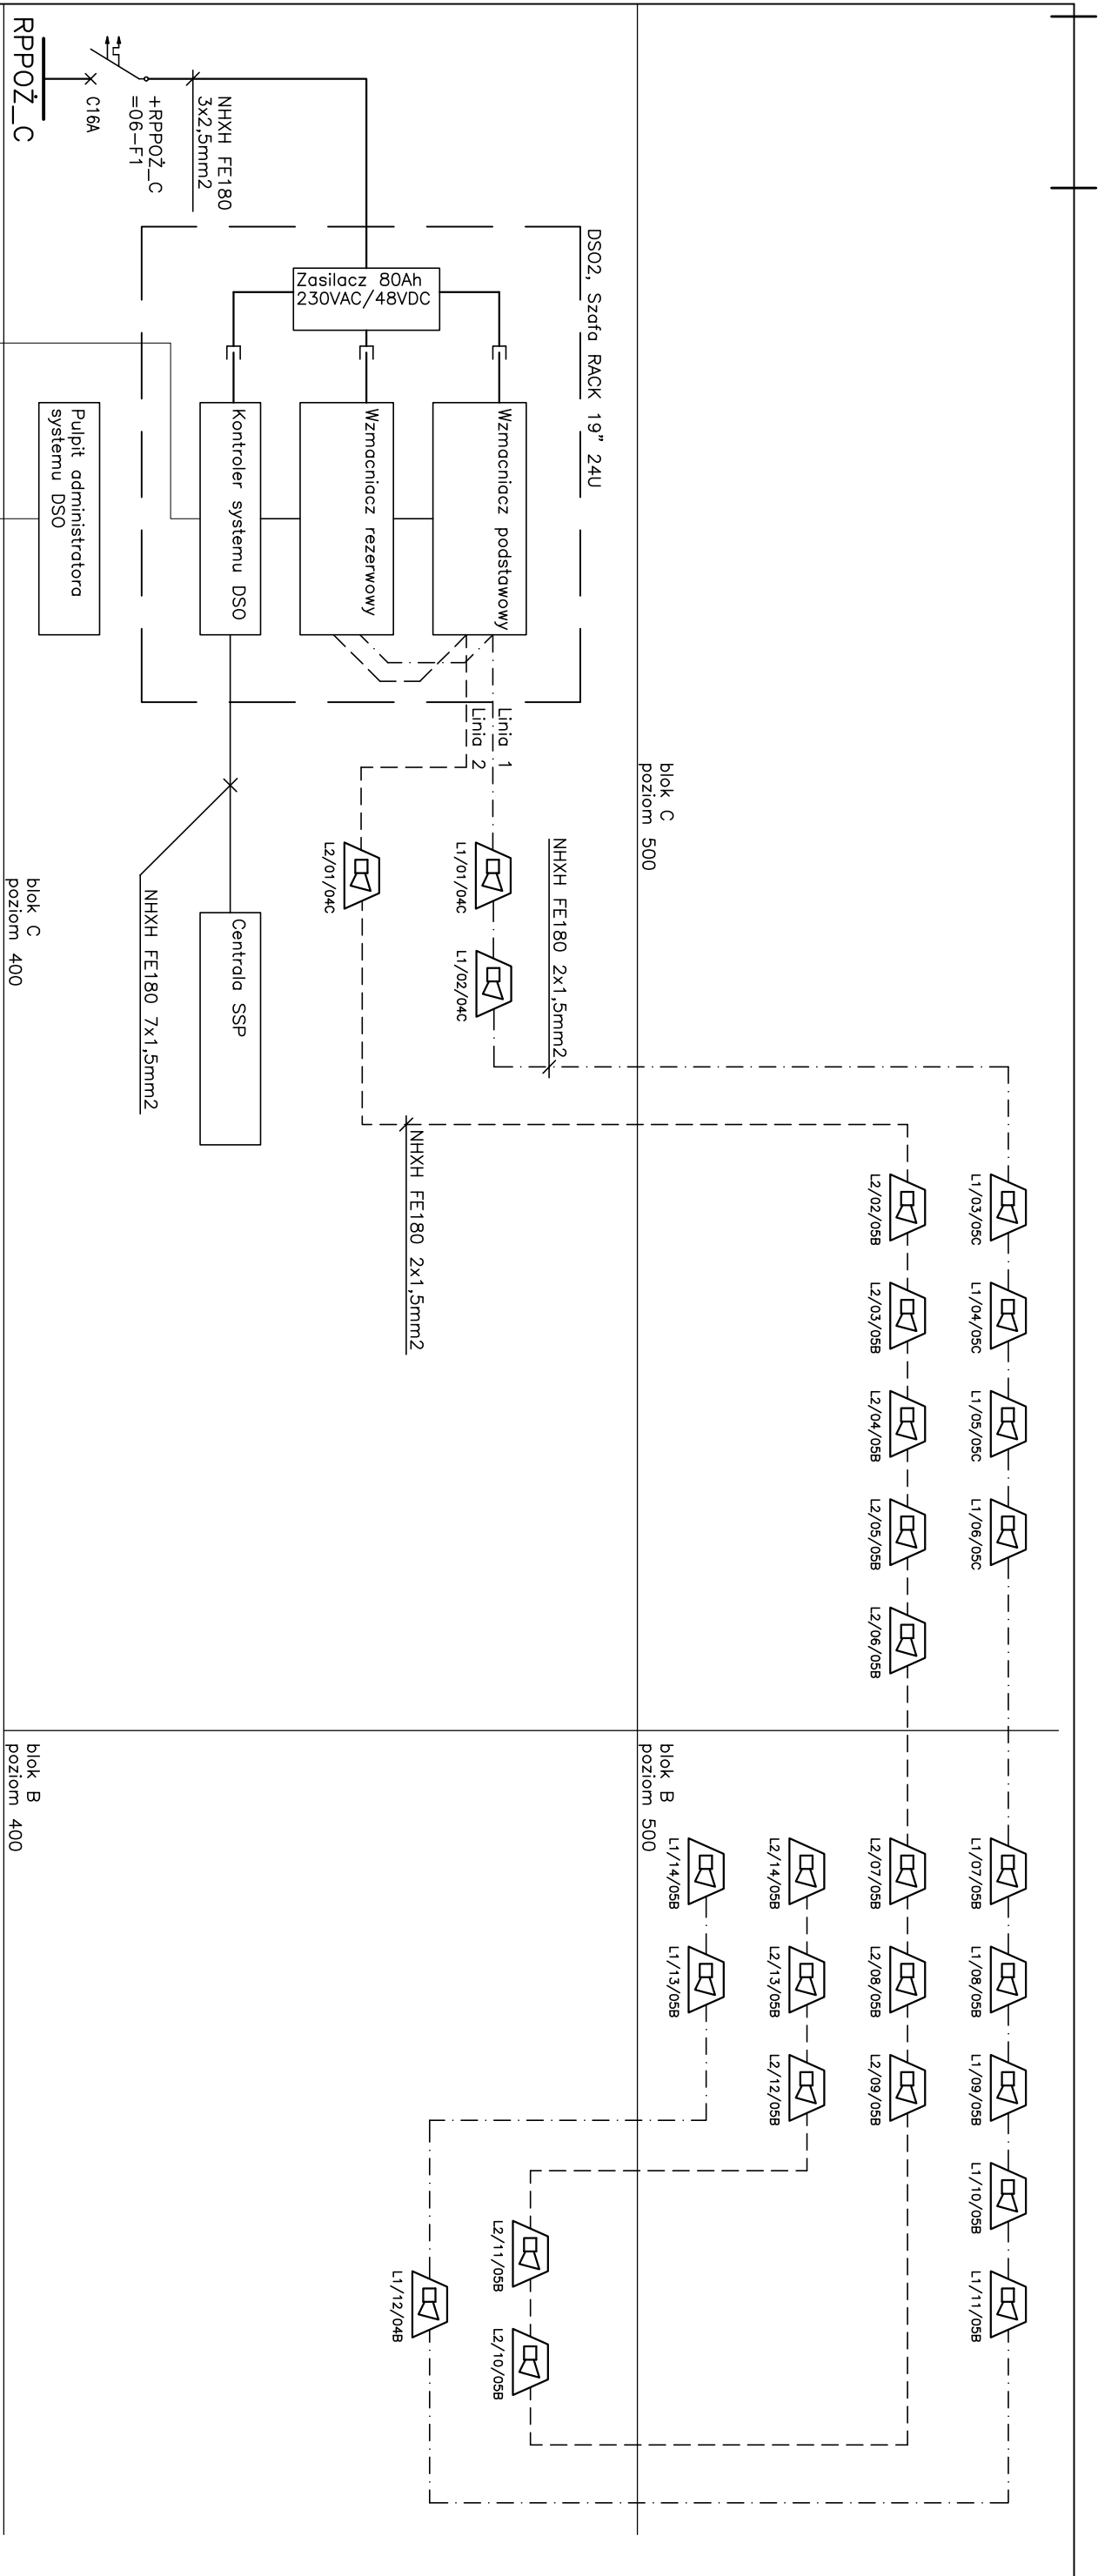 L1/03/05C
L1/04/05C
L1/05/05C
L1/06/05C
L1/07/05B
L1/08/05B
L1/09/05B
L1/10/05B
L1/11/05B
L2/02/05B
L2/03/05B
L2/04/05B
L2/05/05B
L2/06/05B
L2/07/05B
L2/08/05B
L2/09/05B
L2/14/05B
L2/13/05B
L2/12/05B
L1/14/05B
L1/13/05B
blok C
poziom 500
blok B
poziom 500
DSO2, Szafa RACK 19" 24U
NHXH FE180 2x1,5mm2
Wzmacniacz podstawowy
Linia 1
Linia 2
L1/01/04C
L1/02/04C
L2/11/05B
L2/10/05B
Zasilacz 80Ah
230VAC/48VDC
Wzmacniacz rezerwowy
L2/01/04C
NHXH FE180 2x1,5mm2
L1/12/04B
NHXH FE180
3x2,5mm2
Kontroler systemu DSO
Centrala SSP
+RPPOŻ_C
=06-F1
C16A
NHXH FE180 7x1,5mm2
Pulpit administratora
systemu DSO
RPPOŻ_C
blok C
poziom 400
blok B
poziom 400